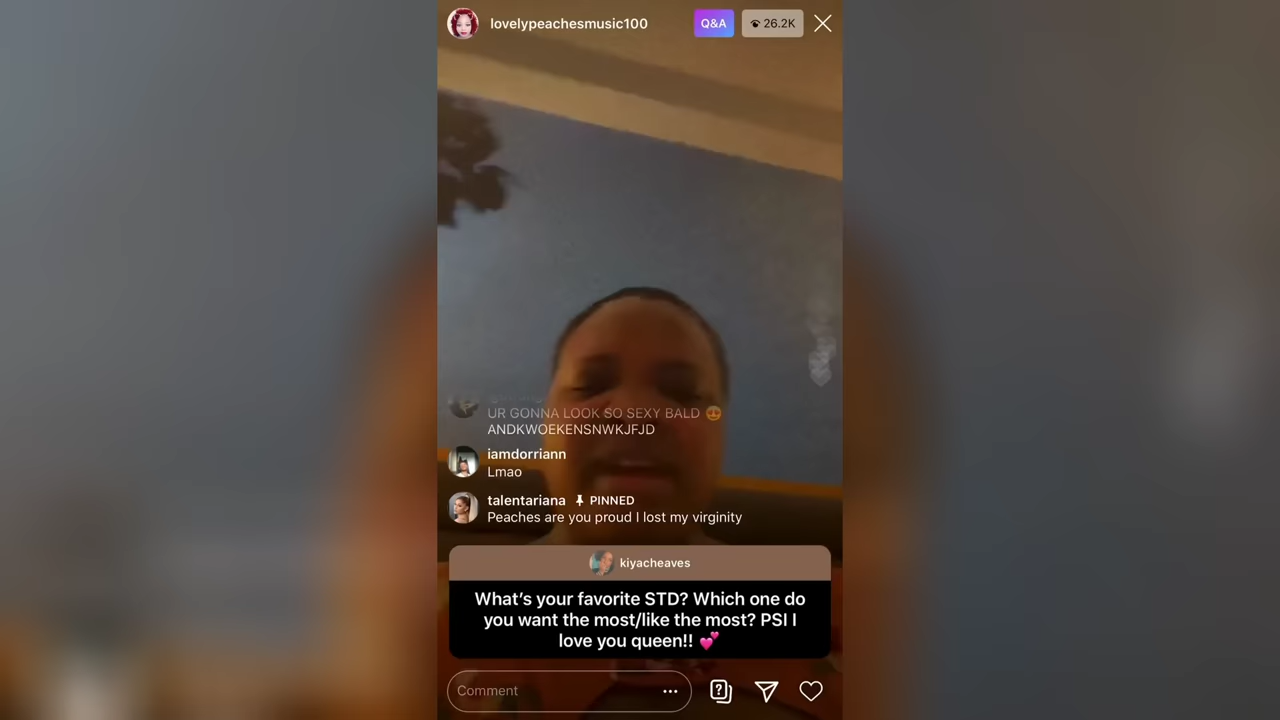 lovelypeachesmusic100
Q&A
26.2K
UR GONNA LOOK SO SEXY BALD 😍
ANDKWOEKENSNWKJFJD
iamdorriann
Lmao
talentariana PINNED
Peaches are you proud I lost my virginity
kiyacheaves
What's your favorite STD? Which one do
you want the most/like the most? PSI I
love you queen!! 💕
Comment